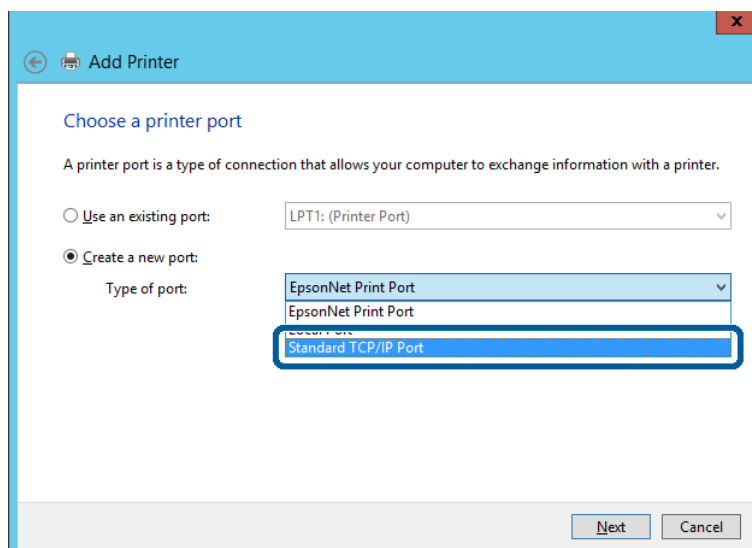 x
Add Printer
Choose a printer port
A printer port is a type of connection that allows your computer to exchange information with a printer.
Use an existing port: LPT1: (Printer Port)
Create a new port:
Type of port: EpsonNet Print Port
EpsonNet Print Port
Local Port
Standard TCP/IP Port
Next Cancel